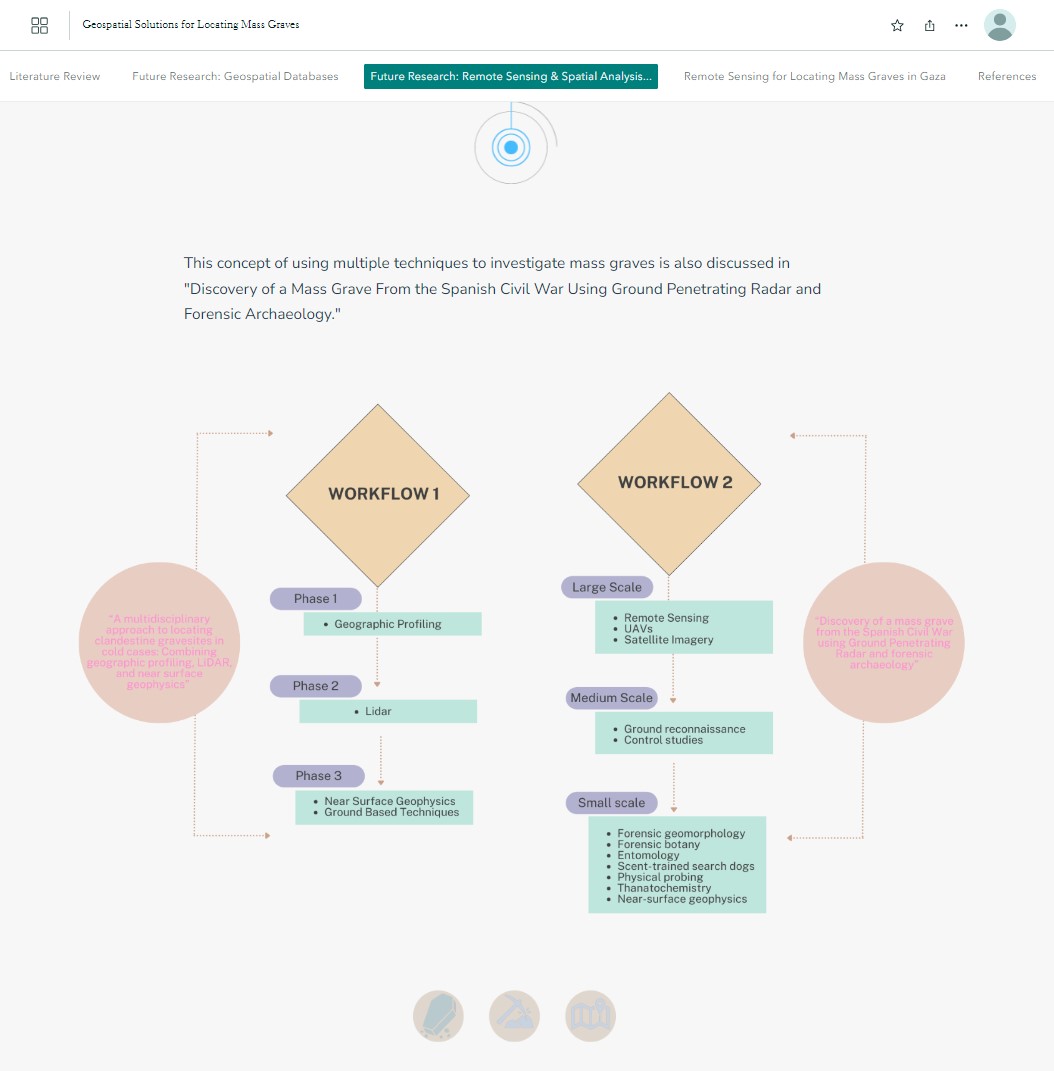 Geospatial Solutions for Locating Mass Graves
Literature Review
Future Research: Geospatial Databases
Future Research: Remote Sensing & Spatial Analysis...
Remote Sensing for Locating Mass Graves in Gaza
References
This concept of using multiple techniques to investigate mass graves is also discussed in
"Discovery of a Mass Grave From the Spanish Civil War Using Ground Penetrating Radar and
Forensic Archaeology."
"A multidisciplinary
approach to locating
clandestine gravesites in
cold cases: Combining
geographic profiling, LIDAR,
and near surface
geophysics"
WORKFLOW 1
Phase 1
• Geographic Profiling
Phase 2
• Lidar
Phase 3
• Near Surface Geophysics
• Ground Based Techniques
WORKFLOW 2
Large Scale
• Remote Sensing
• UAVs
• Satellite Imagery
Medium Scale
• Ground reconnaissance
• Control studies
Small scale
• Forensic geomorphology
• Forensic botany
• Entomology
• Scent-trained search dogs
• Physical probing
• Thanatochemistry
• Near-surface geophysics
"Discovery of a mass grave
from the Spanish Civil War
using Ground Penetrating
Radar and forensic
archaeology"